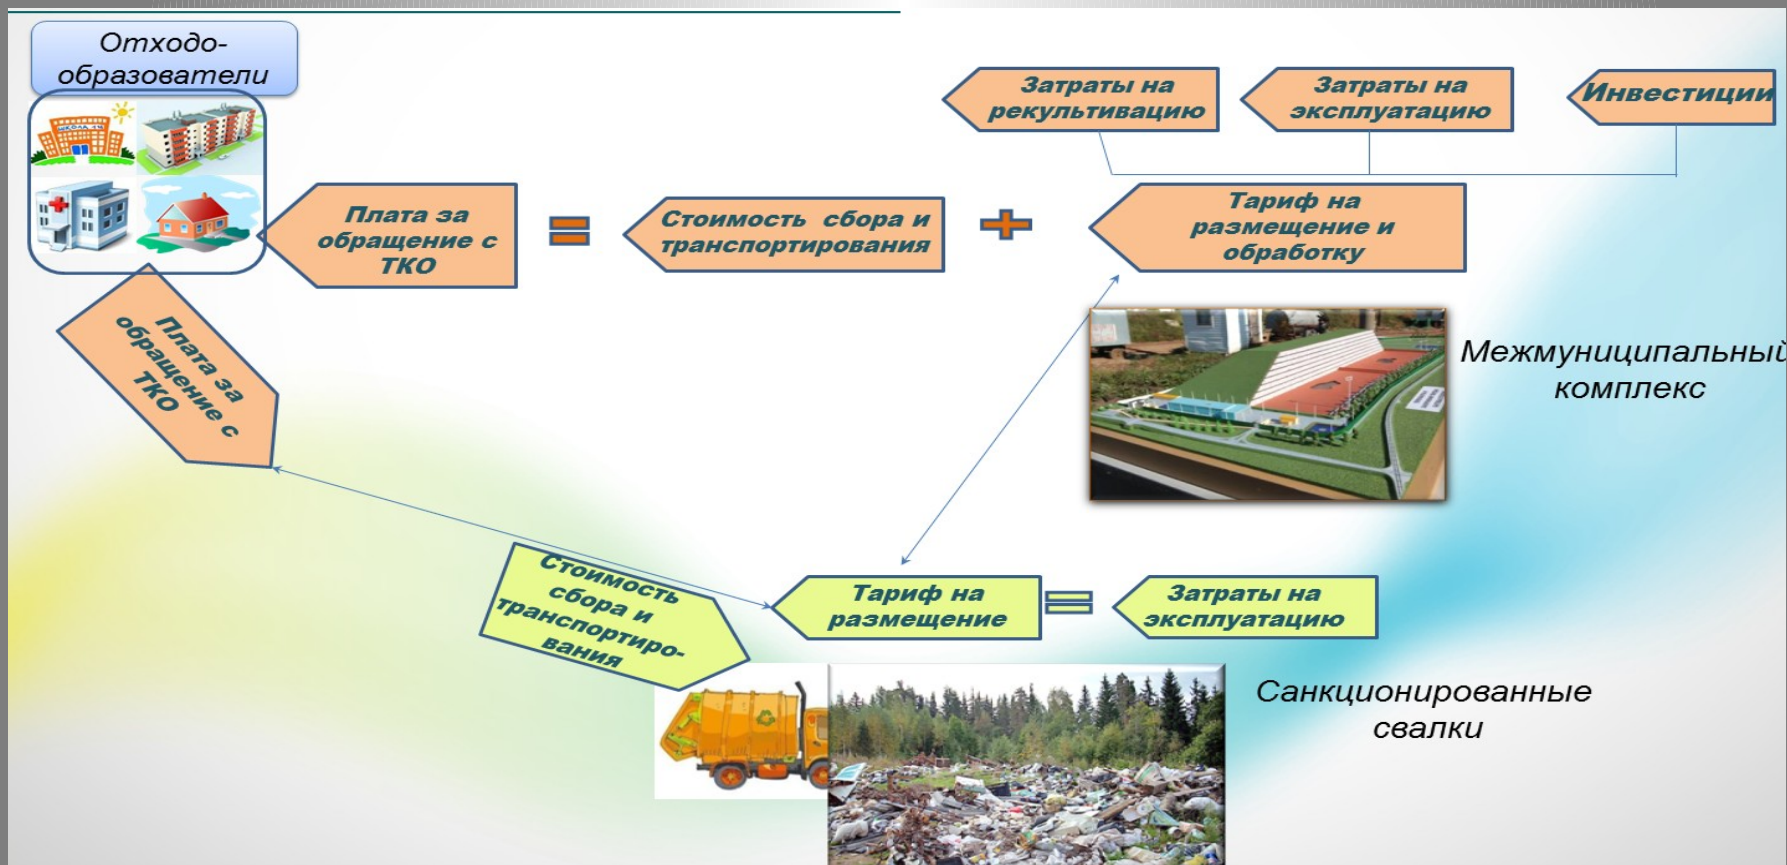 Отходо-
образователи
Затраты на
рекультивацию
Затраты на
эксплуатацию
Инвестиции
Плата за
обращение с
ТКО
=
Стоимость сбора и
транспортирования
+
Тариф на
размещение и
обработку
Межмуниципальный
комплекс
Плата за
обращение с
ТКО
Стоимость
сбора и
транспортиро-
вания
Тариф на
размещение
=
Затраты на
эксплуатацию
Санкционированные
свалки